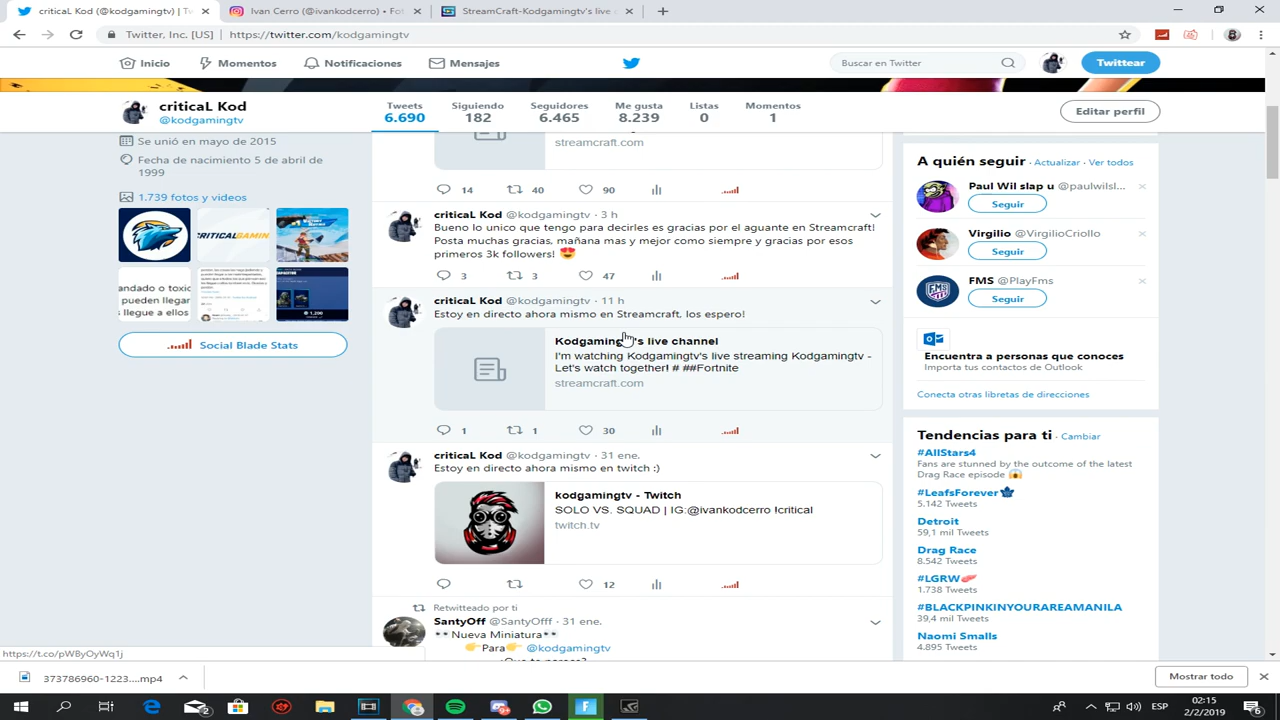 criticaL Kod (@kodgamingtv) | Tw
Ivan Cerro (@ivankodcerro) • Fot
StreamCraft-Kodgamingtv's live c
Twitter, Inc. [US] | https://twitter.com/kodgamingtv
Inicio
Momentos
Notificaciones
Mensajes
Buscar en Twitter
Twittear
criticaL Kod
@kodgamingtv
Tweets
6.690
Siguiendo
182
Seguidores
6.465
Me gusta
8.239
Listas
0
Momentos
1
Editar perfil
Se unió en mayo de 2015
Fecha de nacimiento 5 de abril de
1999
1.739 fotos y videos
CRITICALGAMIN
Social Blade Stats
streamcraft.com
14
40
90
criticaL Kod @kodgamingtv · 3 h
Bueno lo unico que tengo para decirles es gracias por el aguante en Streamcraft!
Posta muchas gracias, mañana mas y mejor como siempre y gracias por esos
primeros 3k followers! 😍
3
3
47
criticaL Kod @kodgamingtv · 11 h
Estoy en directo ahora mismo en Streamcraft, los espero!
Kodgamingtv's live channel
I'm watching Kodgamingtv's live streaming Kodgamingtv -
Let's watch together! # ##Fortnite
streamcraft.com
1
1
30
criticaL Kod @kodgamingtv · 31 ene.
Estoy en directo ahora mismo en twitch :)
kodgamingtv - Twitch
SOLO VS. SQUAD | IG:@ivankodcerro !critical
twitch.tv
12
Retwitteado por ti
SantyOff @SantyOfff · 31 ene.
👀Nueva Miniatura👀
👉Para👉 @kodgamingtv
¿Que te parece?
A quién seguir · Actualizar · Ver todos
Paul Wil slap u @paulwilsl...
Seguir
Virgilio @VirgilioCriollo
Seguir
FMS @PlayFms
Seguir
Encuentra a personas que conoces
Importa tus contactos de Outlook
Conecta otras libretas de direcciones
Tendencias para ti · Cambiar
#AllStars4
Fans are stunned by the outcome of the latest
Drag Race episode 😱
#LeafsForever
5.142 Tweets
Detroit
59,1 mil Tweets
Drag Race
8.542 Tweets
#LGRW
1.738 Tweets
#BLACKPINKINYOURAREAMANILA
39,4 mil Tweets
Naomi Smalls
4.895 Tweets
https://t.co/pWByOyWq1j
373786960-1223....mp4
Mostrar todo
2
ESP
02:15
2/2/2019
6